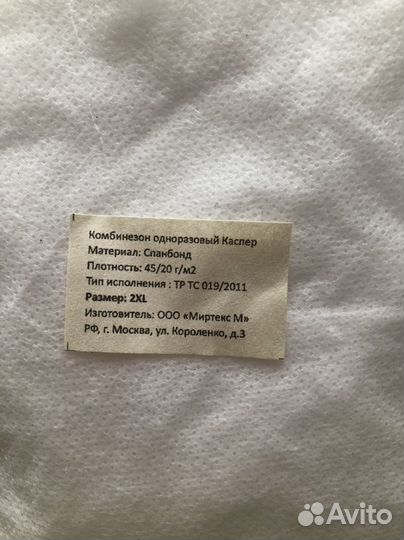 Комбинезон одноразовый Каспер
Материал: Спанбонд
Плотность: 45/20 г/м2
Тип исполнения : ТР ТС 019/2011
Размер: 2XL
Изготовитель: ООО «Миртекс М»
РФ, г. Москва, ул. Короленко, д.3
Avito